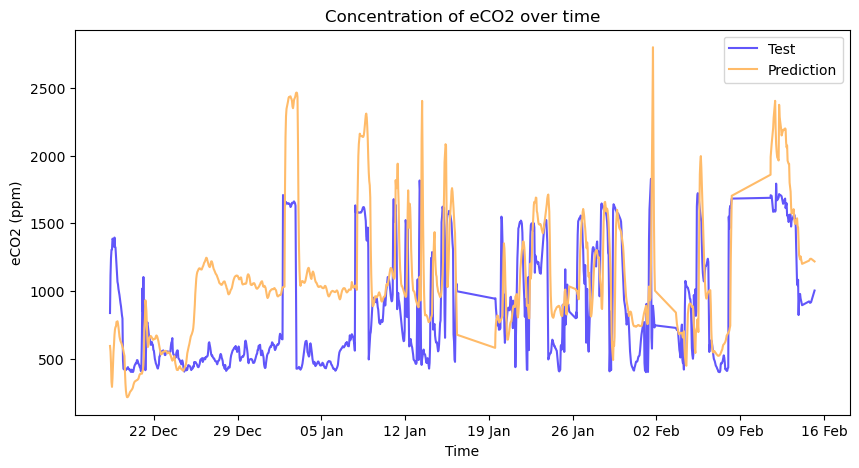 Concentration of eCO2 over time
Test
Prediction
eCO2 (ppm)
2500
2000
1500
1000
500
22 Dec
29 Dec
05 Jan
12 Jan
19 Jan
26 Jan
02 Feb
09 Feb
16 Feb
Time